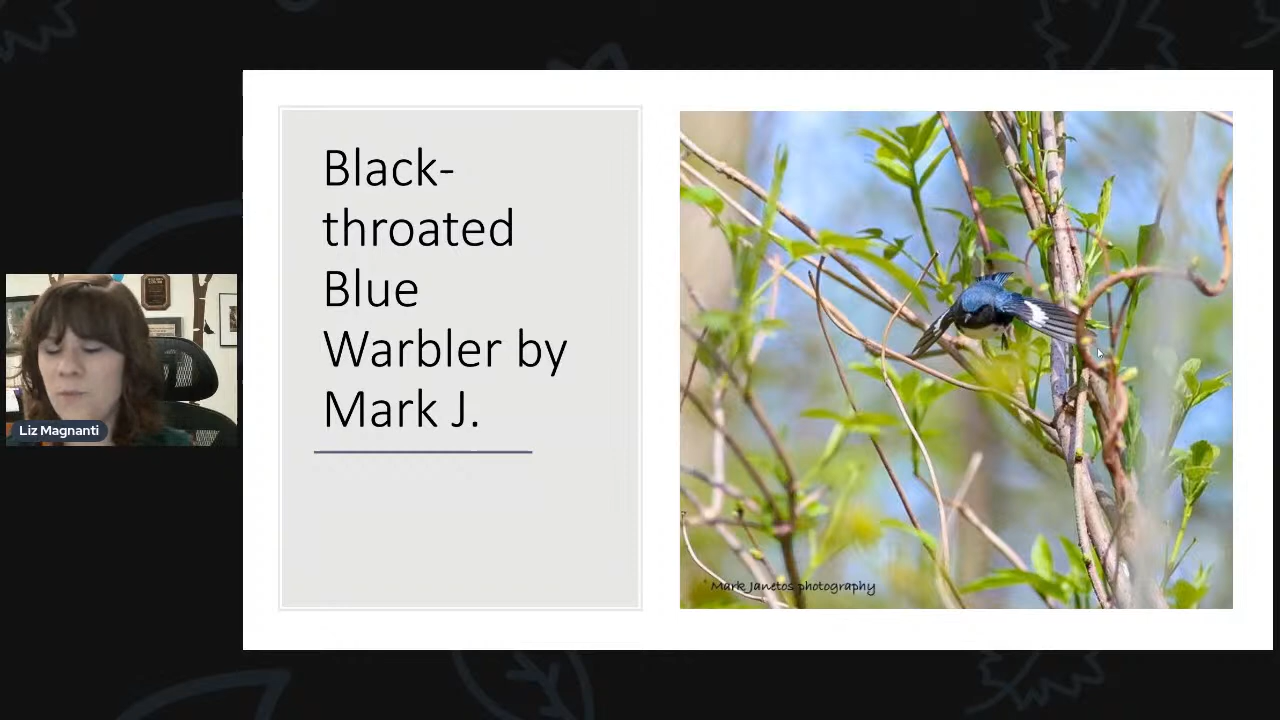 Black-
throated
Blue
Warbler by
Mark J.
Liz Magnanti
Mark Janetos photography